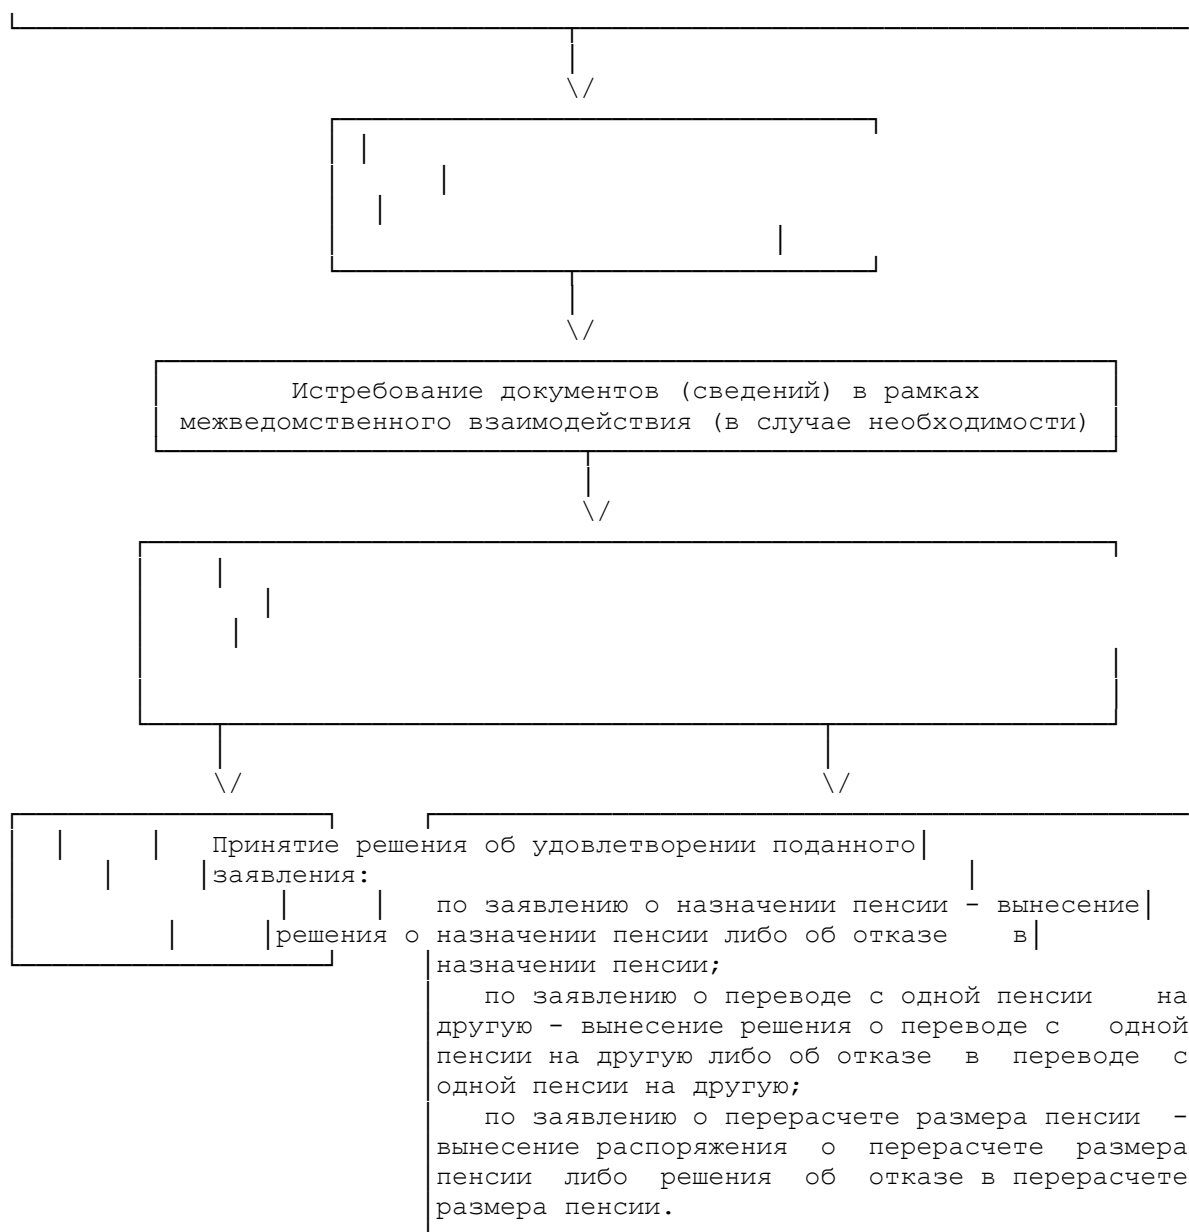 Истребование документов (сведений) в рамках
межведомственного взаимодействия (в случае необходимости)
Принятие решения об удовлетворении поданного
заявления:
по заявлению о назначении пенсии - вынесение
решения о назначении пенсии либо об отказе в
назначении пенсии;
по заявлению о переводе с одной пенсии на
другую - вынесение решения о переводе с одной
пенсии на другую либо об отказе в переводе с
одной пенсии на другую;
по заявлению о перерасчете размера пенсии -
вынесение распоряжения о перерасчете размера
пенсии либо решения об отказе в перерасчете
размера пенсии.